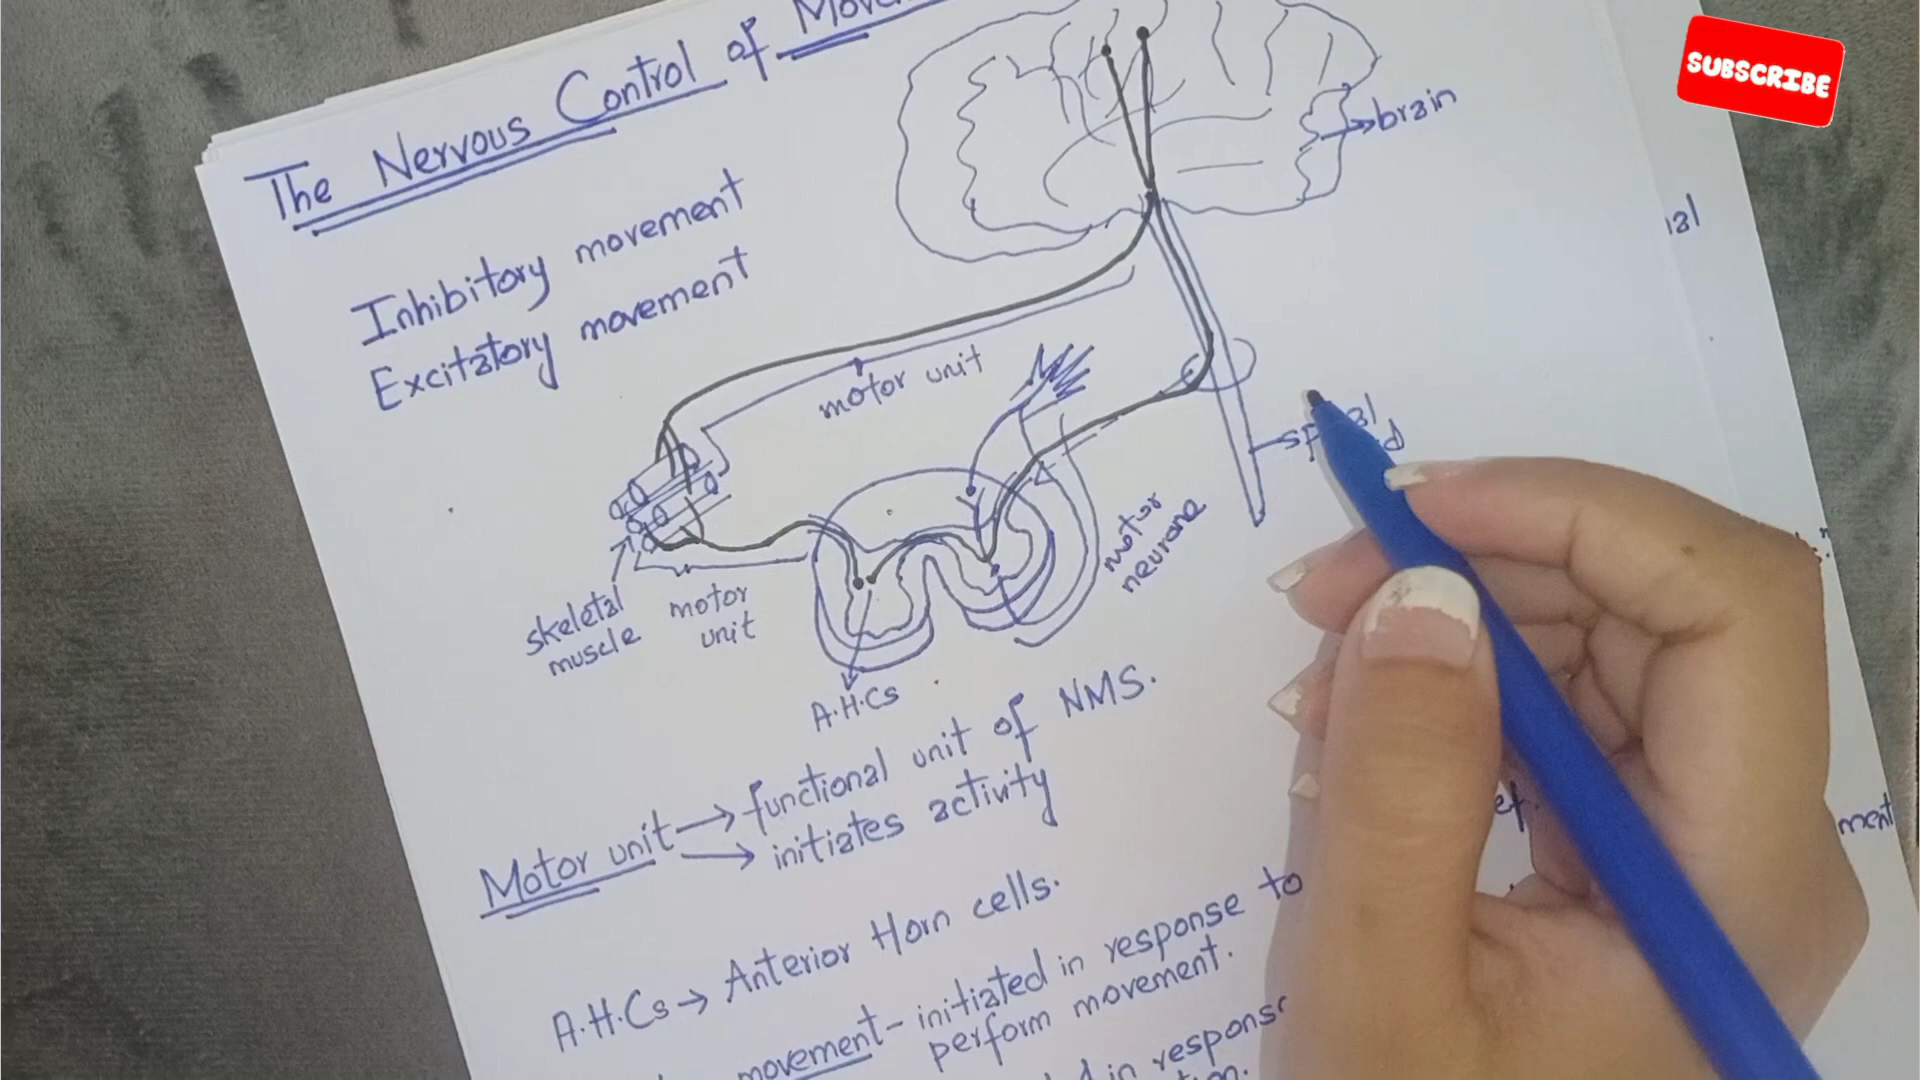 The Nervous Control of
SUBSCRIBE
brain
Inhibitory movement
Excitatory movement
motor unit
motor
neurone
skeletal
muscle
motor
unit
A.H.Cs
Motor unit → functional unit of NMS.
→ initiates activity
A.H.Cs → Anterior Horn cells.
movement - initiated in response to
perform movement.
in response